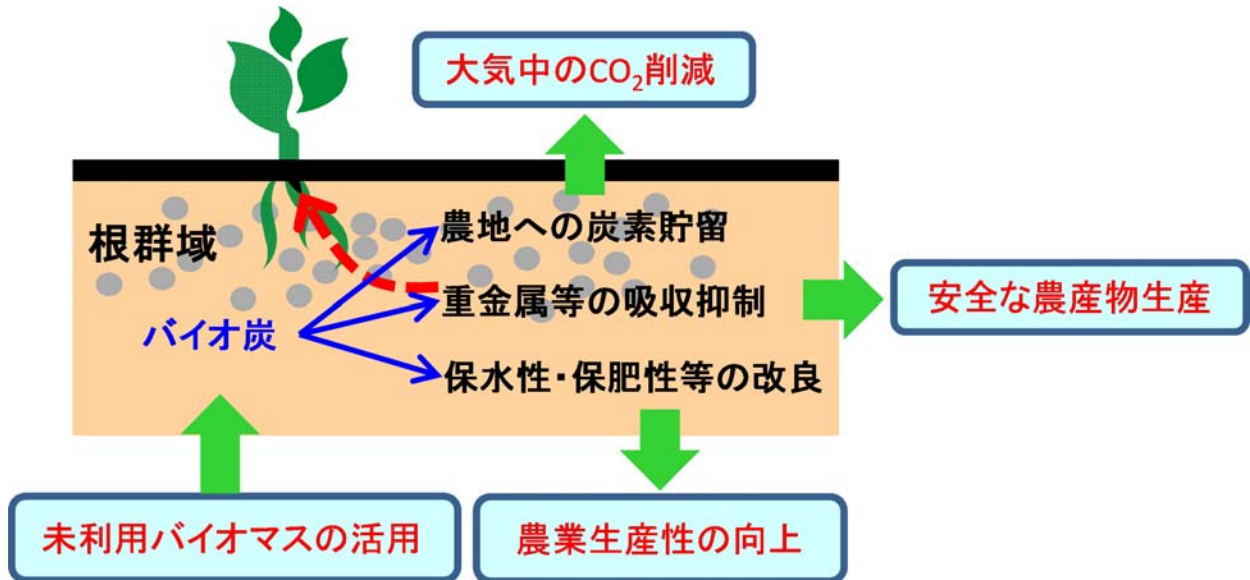 大気中のCO₂削減
根群域
農地への炭素貯留
重金属等の吸収抑制
安全な農産物生産
バイオ炭
保水性・保肥性等の改良
未利用バイオマスの活用
農業生産性の向上